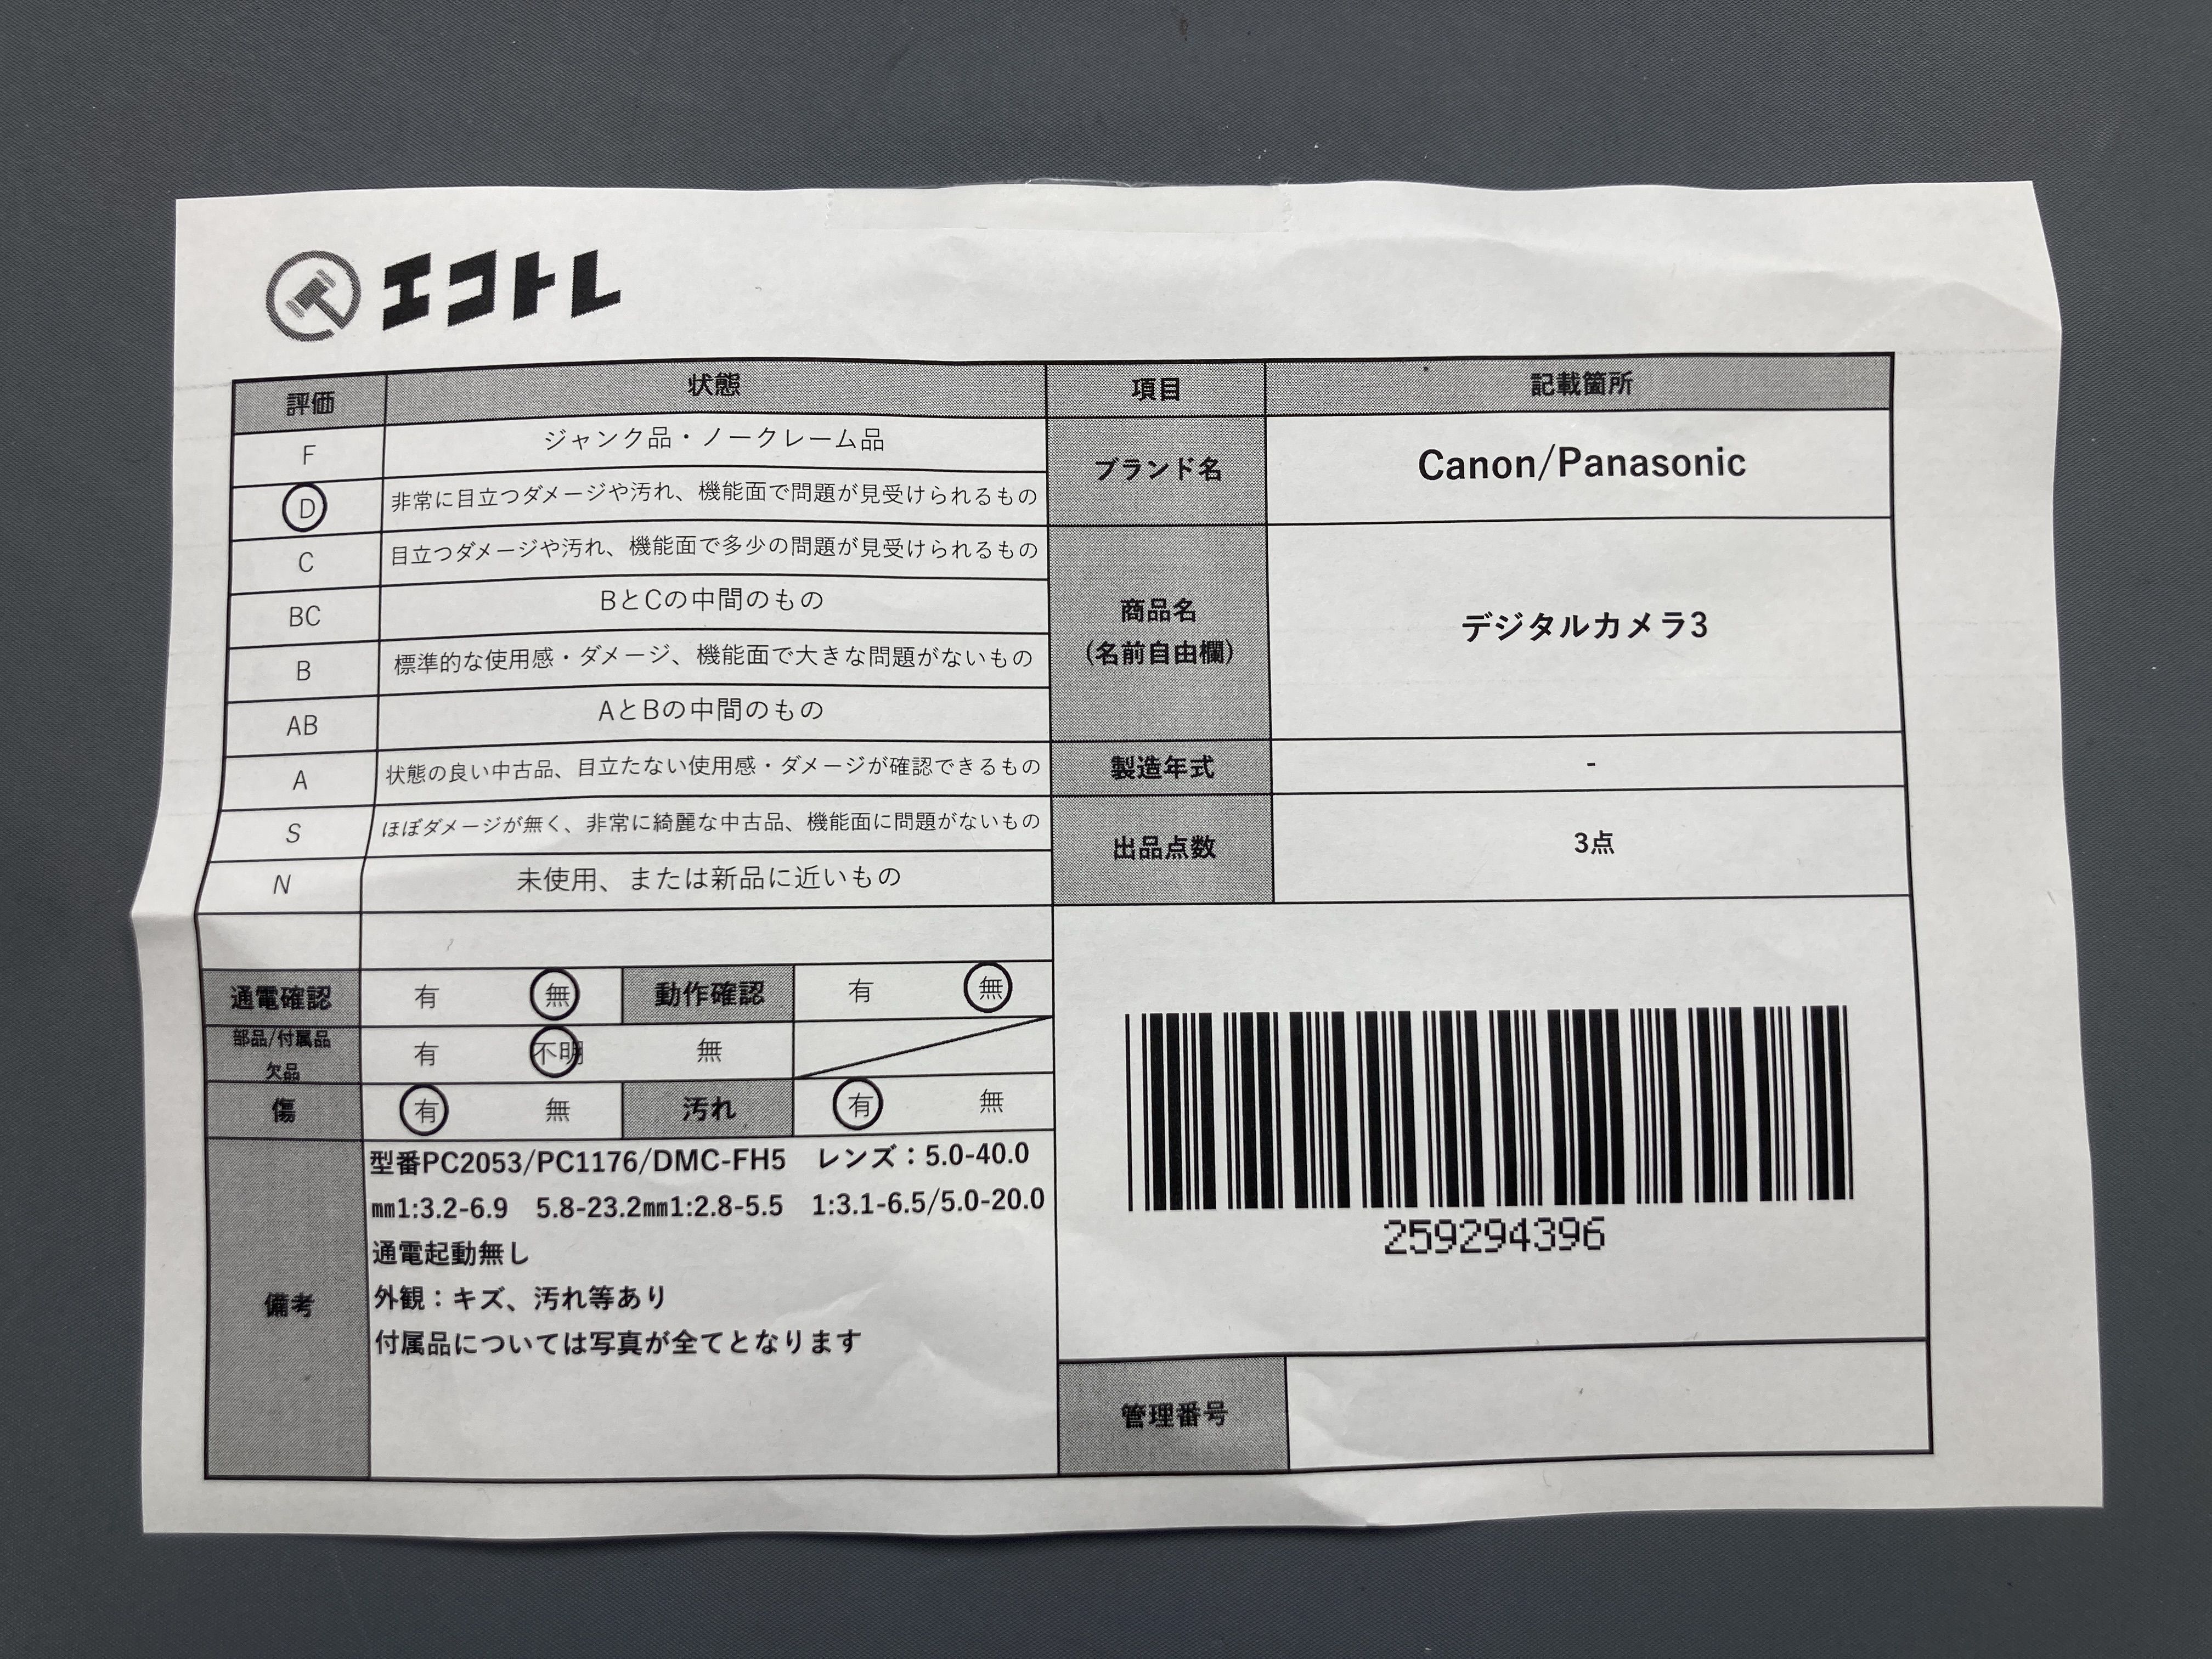 エコトレ
評価 状態 項目 記載箇所
F ジャンク品・ノークレーム品
D 非常に目立つダメージや汚れ、機能面で問題が見受けられるもの
C 目立つダメージや汚れ、機能面で多少の問題が見受けられるもの
BC BとCの中間のもの
B 標準的な使用感・ダメージ、機能面で大きな問題がないもの
AB AとBの中間のもの
A 状態の良い中古品、目立たない使用感・ダメージが確認できるもの
S ほぼダメージが無く、非常に綺麗な中古品、機能面に問題がないもの
N 未使用、または新品に近いもの
ブランド名 Canon/Panasonic
商品名
(名前自由欄)
デジタルカメラ3
製造年式 -
出品点数 3点
通電確認 有 無 動作確認 有 無
部品/付属品
欠品
有 不明 無
傷 有 無 汚れ 有 無
備考
型番PC2053/PC1176/DMC-FH5 レンズ：5.0-40.0
㎜1:3.2-6.9 5.8-23.2㎜1:2.8-5.5 1:3.1-6.5/5.0-20.0
通電起動無し
外観：キズ、汚れ等あり
付属品については写真が全てとなります
259294396
管理番号